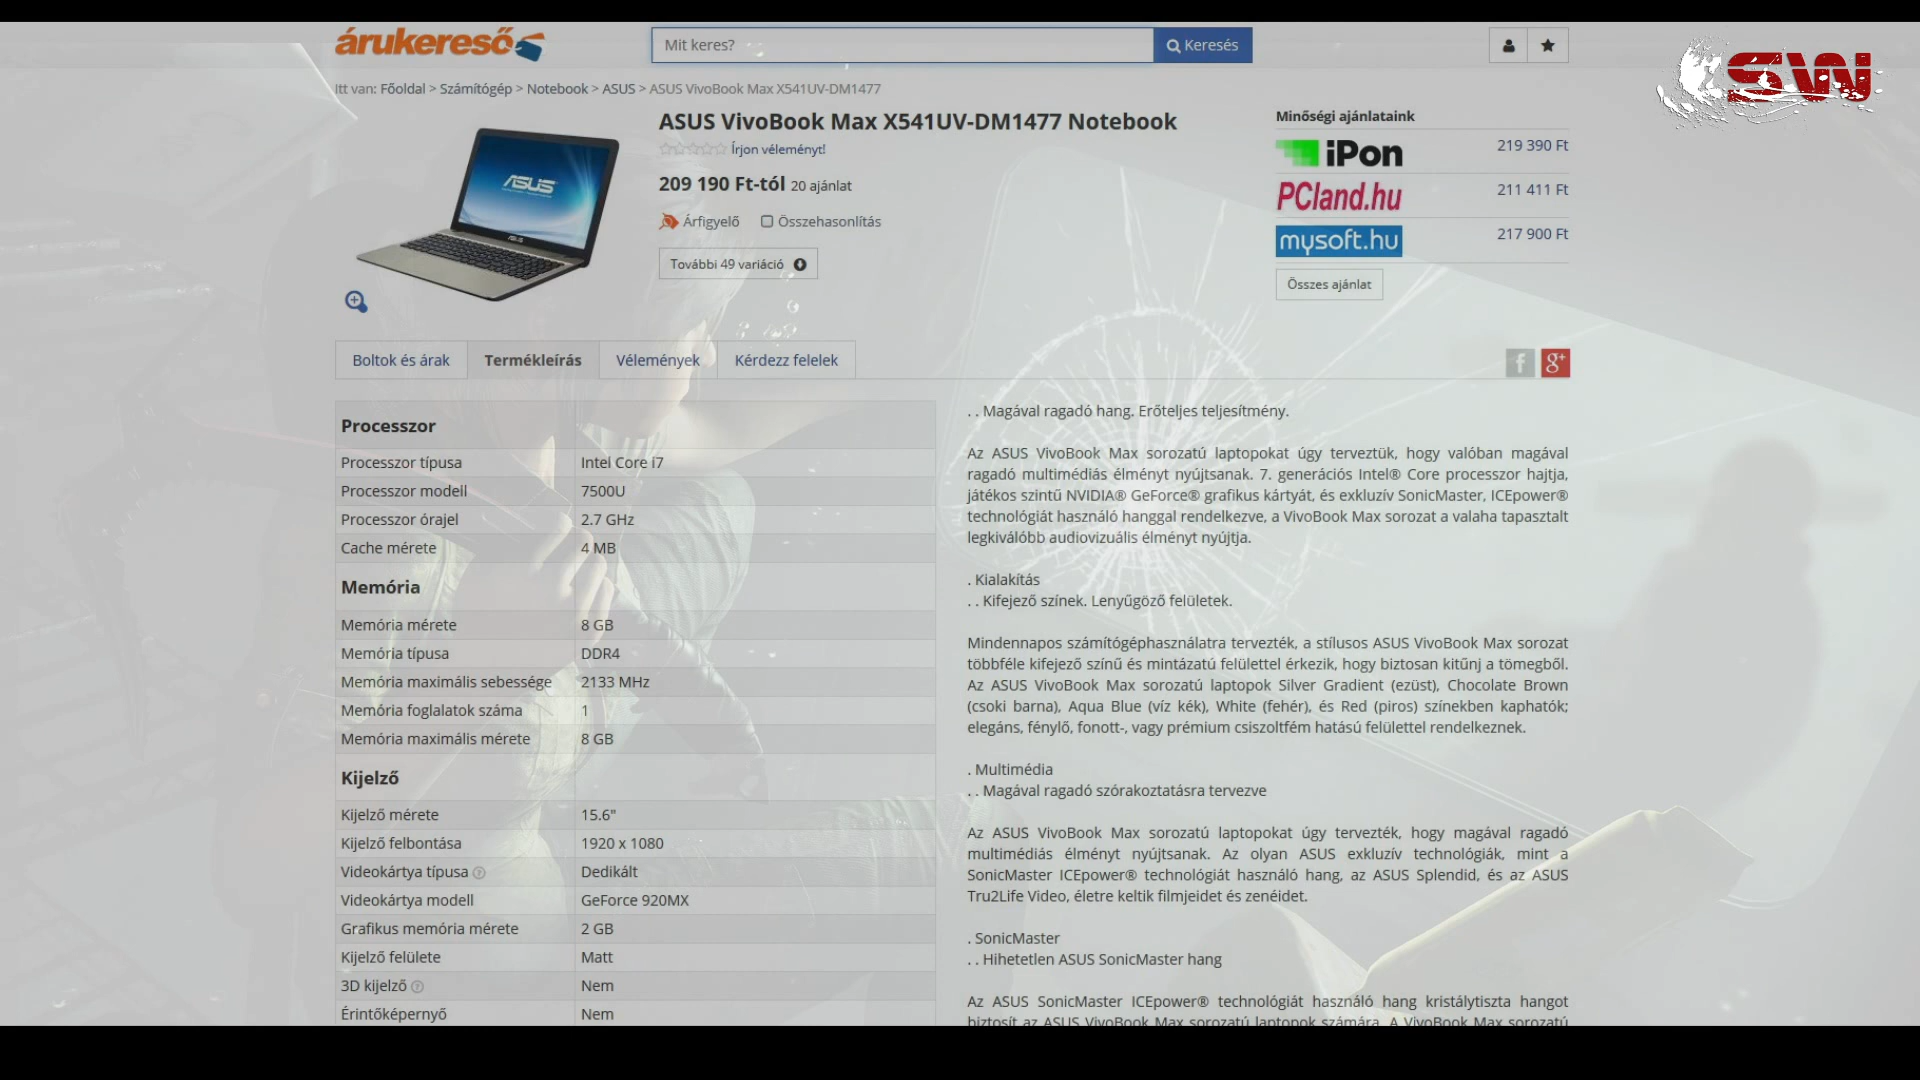 árukereső
Mit keres?
Keresés
SW
Itt van: Főoldal > Számítógép > Notebook > ASUS > ASUS VivoBook Max X541UV-DM1477
ASUS VivoBook Max X541UV-DM1477 Notebook
Írjon véleményt!
209 190 Ft-tól 20 ajánlat
Árfigyelő Összehasonlítás
További 49 variáció
ASUS
Minőségi ajánlataink
iPon 219 390 Ft
PCland.hu 211 411 Ft
mysoft.hu 217 900 Ft
Összes ajánlat
Boltok és árak Termékleírás Vélemények Kérdezz felelek
f g+
Processzor
Processzor típusa Intel Core i7
Processzor modell 7500U
Processzor órajel 2.7 GHz
Cache mérete 4 MB
Memória
Memória mérete 8 GB
Memória típusa DDR4
Memória maximális sebessége 2133 MHz
Memória foglalatok száma 1
Memória maximális mérete 8 GB
Kijelző
Kijelző mérete 15.6"
Kijelző felbontása 1920 x 1080
Videokártya típusa Dedikált
Videokártya modell GeForce 920MX
Grafikus memória mérete 2 GB
Kijelző felülete Matt
3D kijelző Nem
Érintőképernyő Nem
. . Magával ragadó hang. Erőteljes teljesítmény.
Az ASUS VivoBook Max sorozatú laptopokat úgy terveztük, hogy valóban magával
ragadó multimédiás élményt nyújtsanak. 7. generációs Intel® Core processzor hajtja,
játékos szintű NVIDIA® GeForce® grafikus kártyát, és exkluzív SonicMaster, ICEpower®
technológiát használó hanggal rendelkezve, a VivoBook Max sorozat a valaha tapasztalt
legkiválóbb audiovizuális élményt nyújtja.
. Kialakítás
. . Kifejező színek. Lenyűgöző felületek.
Mindennapos számítógéphasználatra tervezték, a stílusos ASUS VivoBook Max sorozat
többféle kifejező színű és mintázatú felülettel érkezik, hogy biztosan kitűnj a tömegből.
Az ASUS VivoBook Max sorozatú laptopok Silver Gradient (ezüst), Chocolate Brown
(csoki barna), Aqua Blue (víz kék), White (fehér), és Red (piros) színekben kaphatók;
elegáns, fénylő, fonott-, vagy prémium csiszoltfém hatású felülettel rendelkeznek.
. Multimédia
. . Magával ragadó szórakoztatásra tervezve
Az ASUS VivoBook Max sorozatú laptopokat úgy tervezték, hogy magával ragadó
multimédiás élményt nyújtsanak. Az olyan ASUS exkluzív technológiák, mint a
SonicMaster ICEpower® technológiát használó hang, az ASUS Splendid, és az ASUS
Tru2Life Video, életre keltik filmjeidet és zenéidet.
. SonicMaster
. . Hihetetlen ASUS SonicMaster hang
Az ASUS SonicMaster ICEpower® technológiát használó hang kristálytiszta hangot
biztosít az ASUS VivoBook Max sorozatú laptopok számára. A VivoBook Max sorozatú